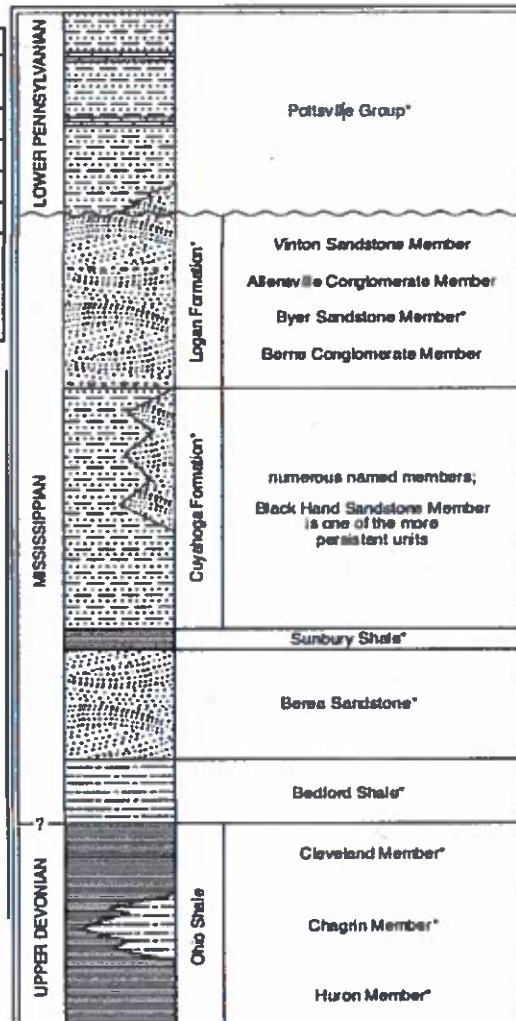 LOWER PENNSYLVANIAN
Pottsville Group*
MISSISSIPPIAN
Logan Formation*
Vinton Sandstone Member
Allensville Conglomerate Member
Byer Sandstone Member*
Berne Conglomerate Member
Cuyahoga Formation*
numerous named members;
Black Hand Sandstone Member
is one of the more
persistent units
Sunbury Shale*
Berea Sandstone*
Bedford Shale*
?
UPPER DEVONIAN
Ohio Shale
Cleveland Member*
Chagrin Member*
Huron Member*